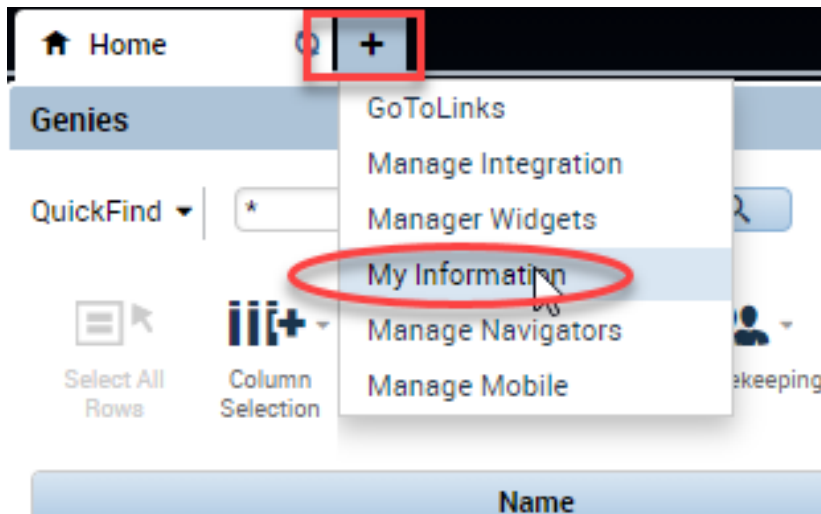 Home
+
Genies
GoToLinks
Manage Integration
QuickFind
*
Manager Widgets
My Information
Manage Navigators
Manage Mobile
Select All
Rows
Column
Selection
ekeeping
Name